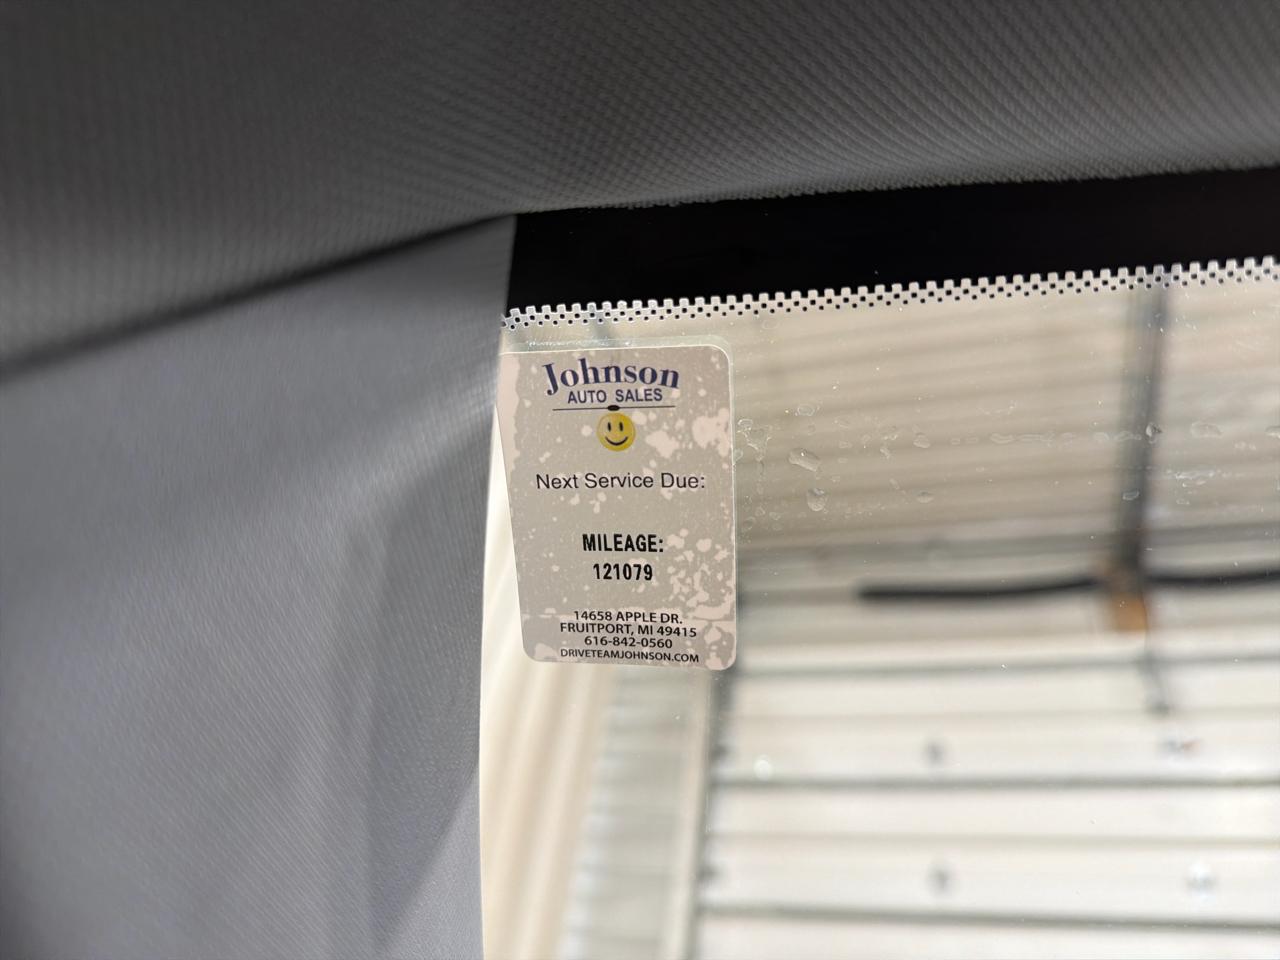 Johnson
AUTO SALES
Next Service Due:
MILEAGE:
121079
14658 APPLE DR.
FRUITPORT, MI 49415
616-842-0560
DRIVETEAMJOHNSON.COM